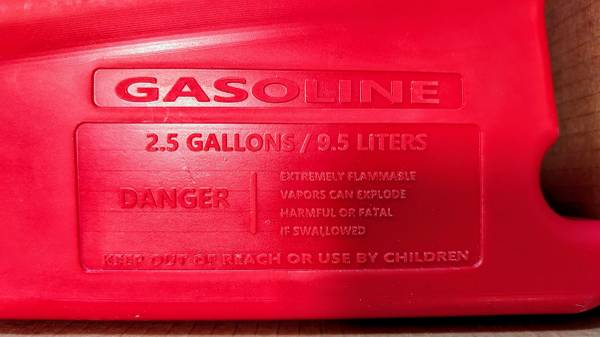 GASOLINE
2.5 GALLONS / 9.5 LITERS
DANGER
EXTREMELY FLAMMABLE
VAPORS CAN EXPLODE
HARMFUL OR FATAL
IF SWALLOWED
KEEP OUT OF REACH OR USE BY CHILDREN